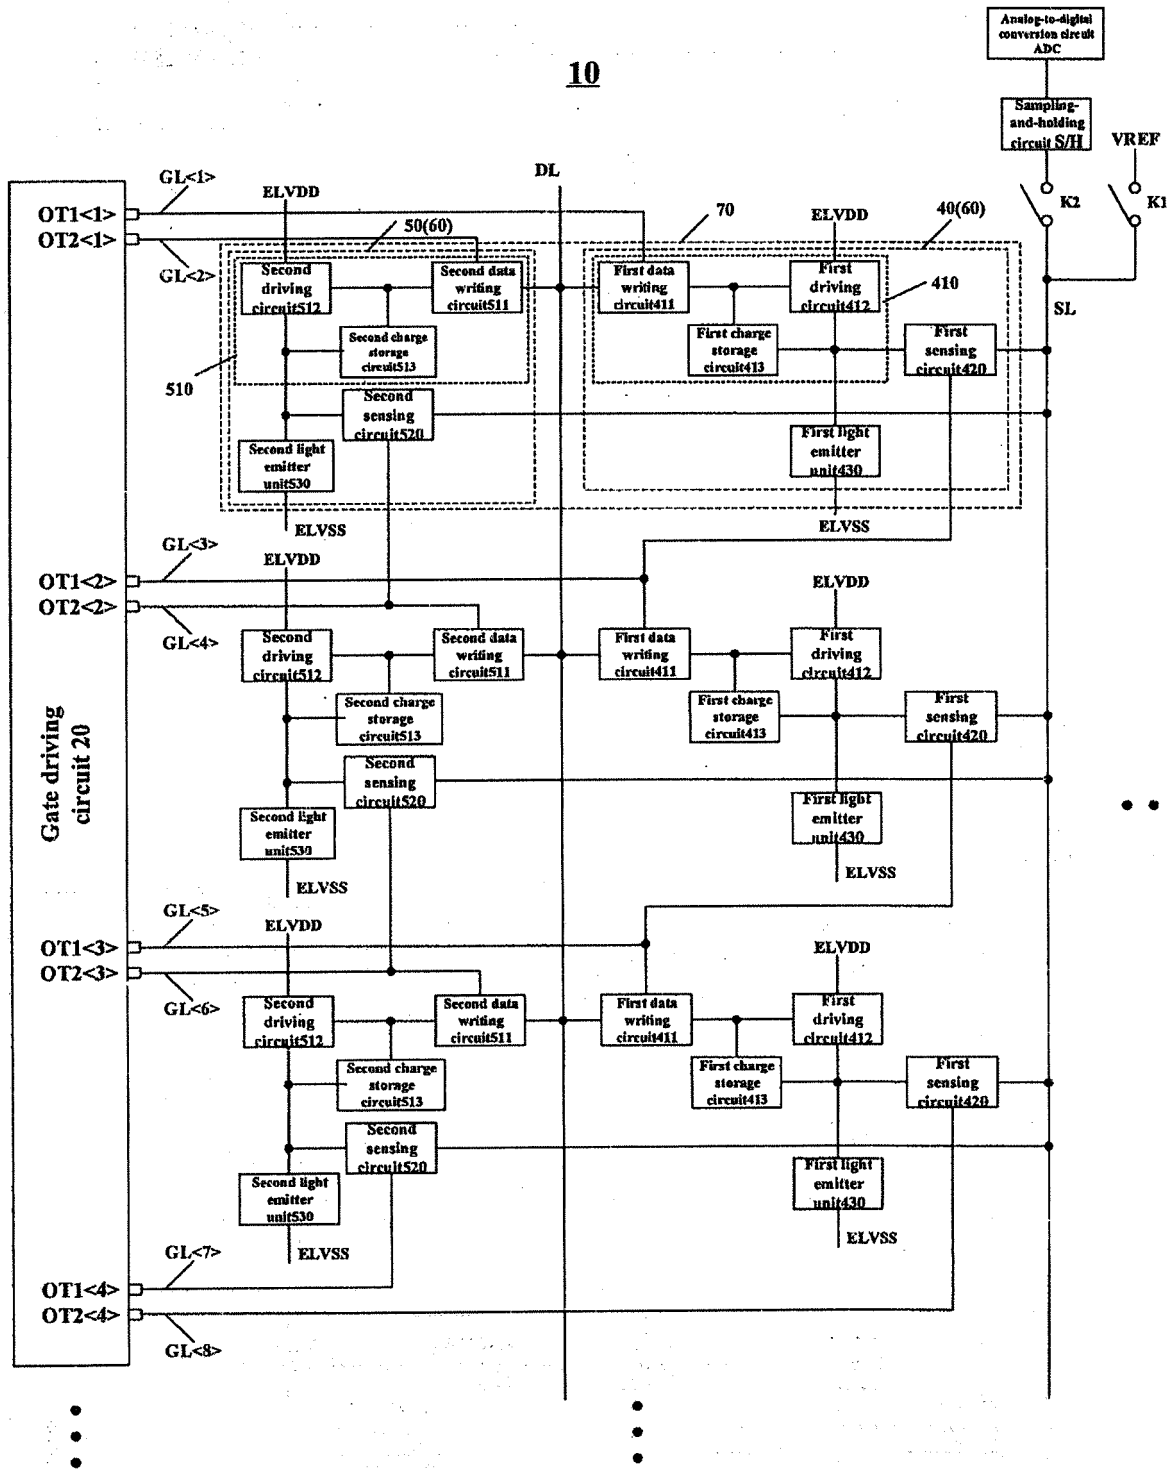 Analog-to-digital
conversion circuit
ADC
10
Sampling-
and-holding
circuit S/H
VREF
K2
K1
GL<1>
DL
ELVDD
OT1<1>
OT2<1>
GL<2>
50(60)
70
ELVDD
40(60)
Second
driving
circuit512
Second data
writing
circuit511
First data
writing
circuit411
First
driving
circuit412
410
SL
Second charge
storage
circuit513
First charge
storage
circuit413
First
sensing
circuit420
510
Second
sensing
circuit520
Second light
emitter
unit530
First light
emitter
unit430
ELVSS
ELVSS
GL<3>
ELVDD
OT1<2>
OT2<2>
GL<4>
ELVDD
Second
driving
circuit512
Second data
writing
circuit511
First data
writing
circuit411
First
driving
circuit412
Second charge
storage
circuit513
First charge
storage
circuit413
First
sensing
circuit420
Gate driving
circuit 20
Second
sensing
circuit520
Second light
emitter
unit530
First light
emitter
unit430
ELVSS
ELVSS
GL<5>
ELVDD
OT1<3>
OT2<3>
GL<6>
ELVDD
Second
driving
circuit512
Second data
writing
circuit511
First data
writing
circuit411
First
driving
circuit412
Second charge
storage
circuit513
First charge
storage
circuit413
First
sensing
circuit420
Second
sensing
circuit520
Second light
emitter
unit530
First light
emitter
unit430
ELVSS
ELVSS
GL<7>
OT1<4>
OT2<4>
GL<8>